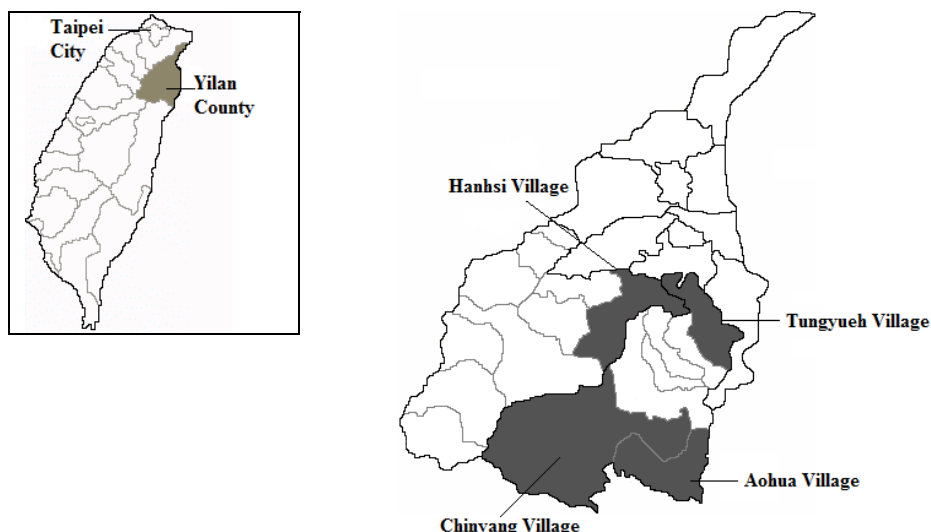 Taipei
City
Yilan
County
Hanhsi Village
Tungyueh Village
Aohua Village
Chinyang Village